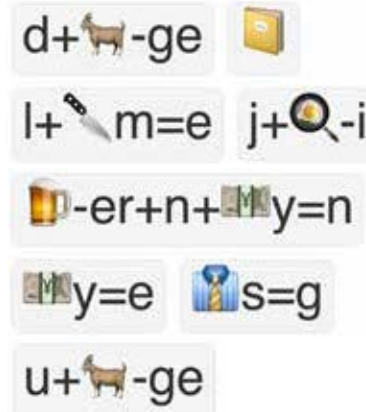 d+🐐-ge 📒
l+🔪m=e j+🍳-i
🍺-er+n+💵y=n
💵y=e 👔s=g
u+🐐-ge